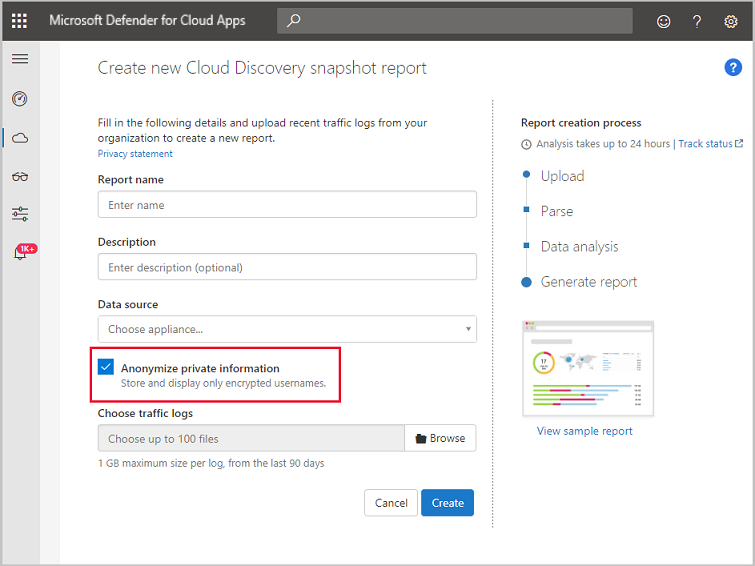 Microsoft Defender for Cloud Apps
?
Create new Cloud Discovery snapshot report
?
Fill in the following details and upload recent traffic logs from your
organization to create a new report.
Privacy statement
Report name
Enter name
Description
Enter description (optional)
Data source
Choose appliance...
Anonymize private information
Store and display only encrypted usernames.
Choose traffic logs
Choose up to 100 files
Browse
1 GB maximum size per log, from the last 90 days
Cancel
Create
1K+
Report creation process
Analysis takes up to 24 hours | Track status
Upload
Parse
Data analysis
Generate report
17
View sample report